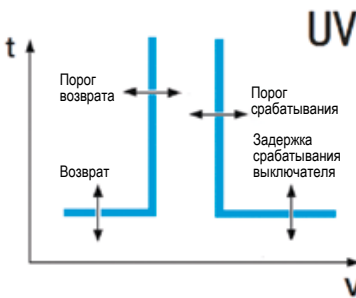 UV
t
Порог
возврата
Порог
срабатывания
Возврат
Задержка
срабатывания
выключателя
V